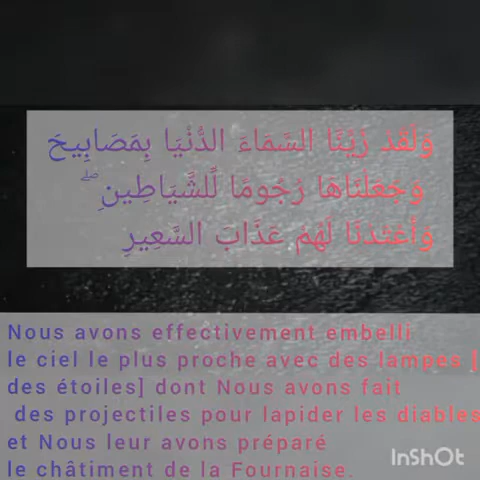 وَلَقَدْ زَيَّنَّا السَّمَاءَ الدُّنْيَا بِمَصَابِيحَ
وَجَعَلْنَاهَا رُجُومًا لِّلشَّيَاطِينِ ۖ
وَأَعْتَدْنَا لَهُمْ عَذَابَ السَّعِيرِ
Nous avons effectivement embelli
le ciel le plus proche avec des lampes [
des étoiles] dont Nous avons fait
des projectiles pour lapider les diables
et Nous leur avons préparé
le châtiment de la Fournaise.
InShOt